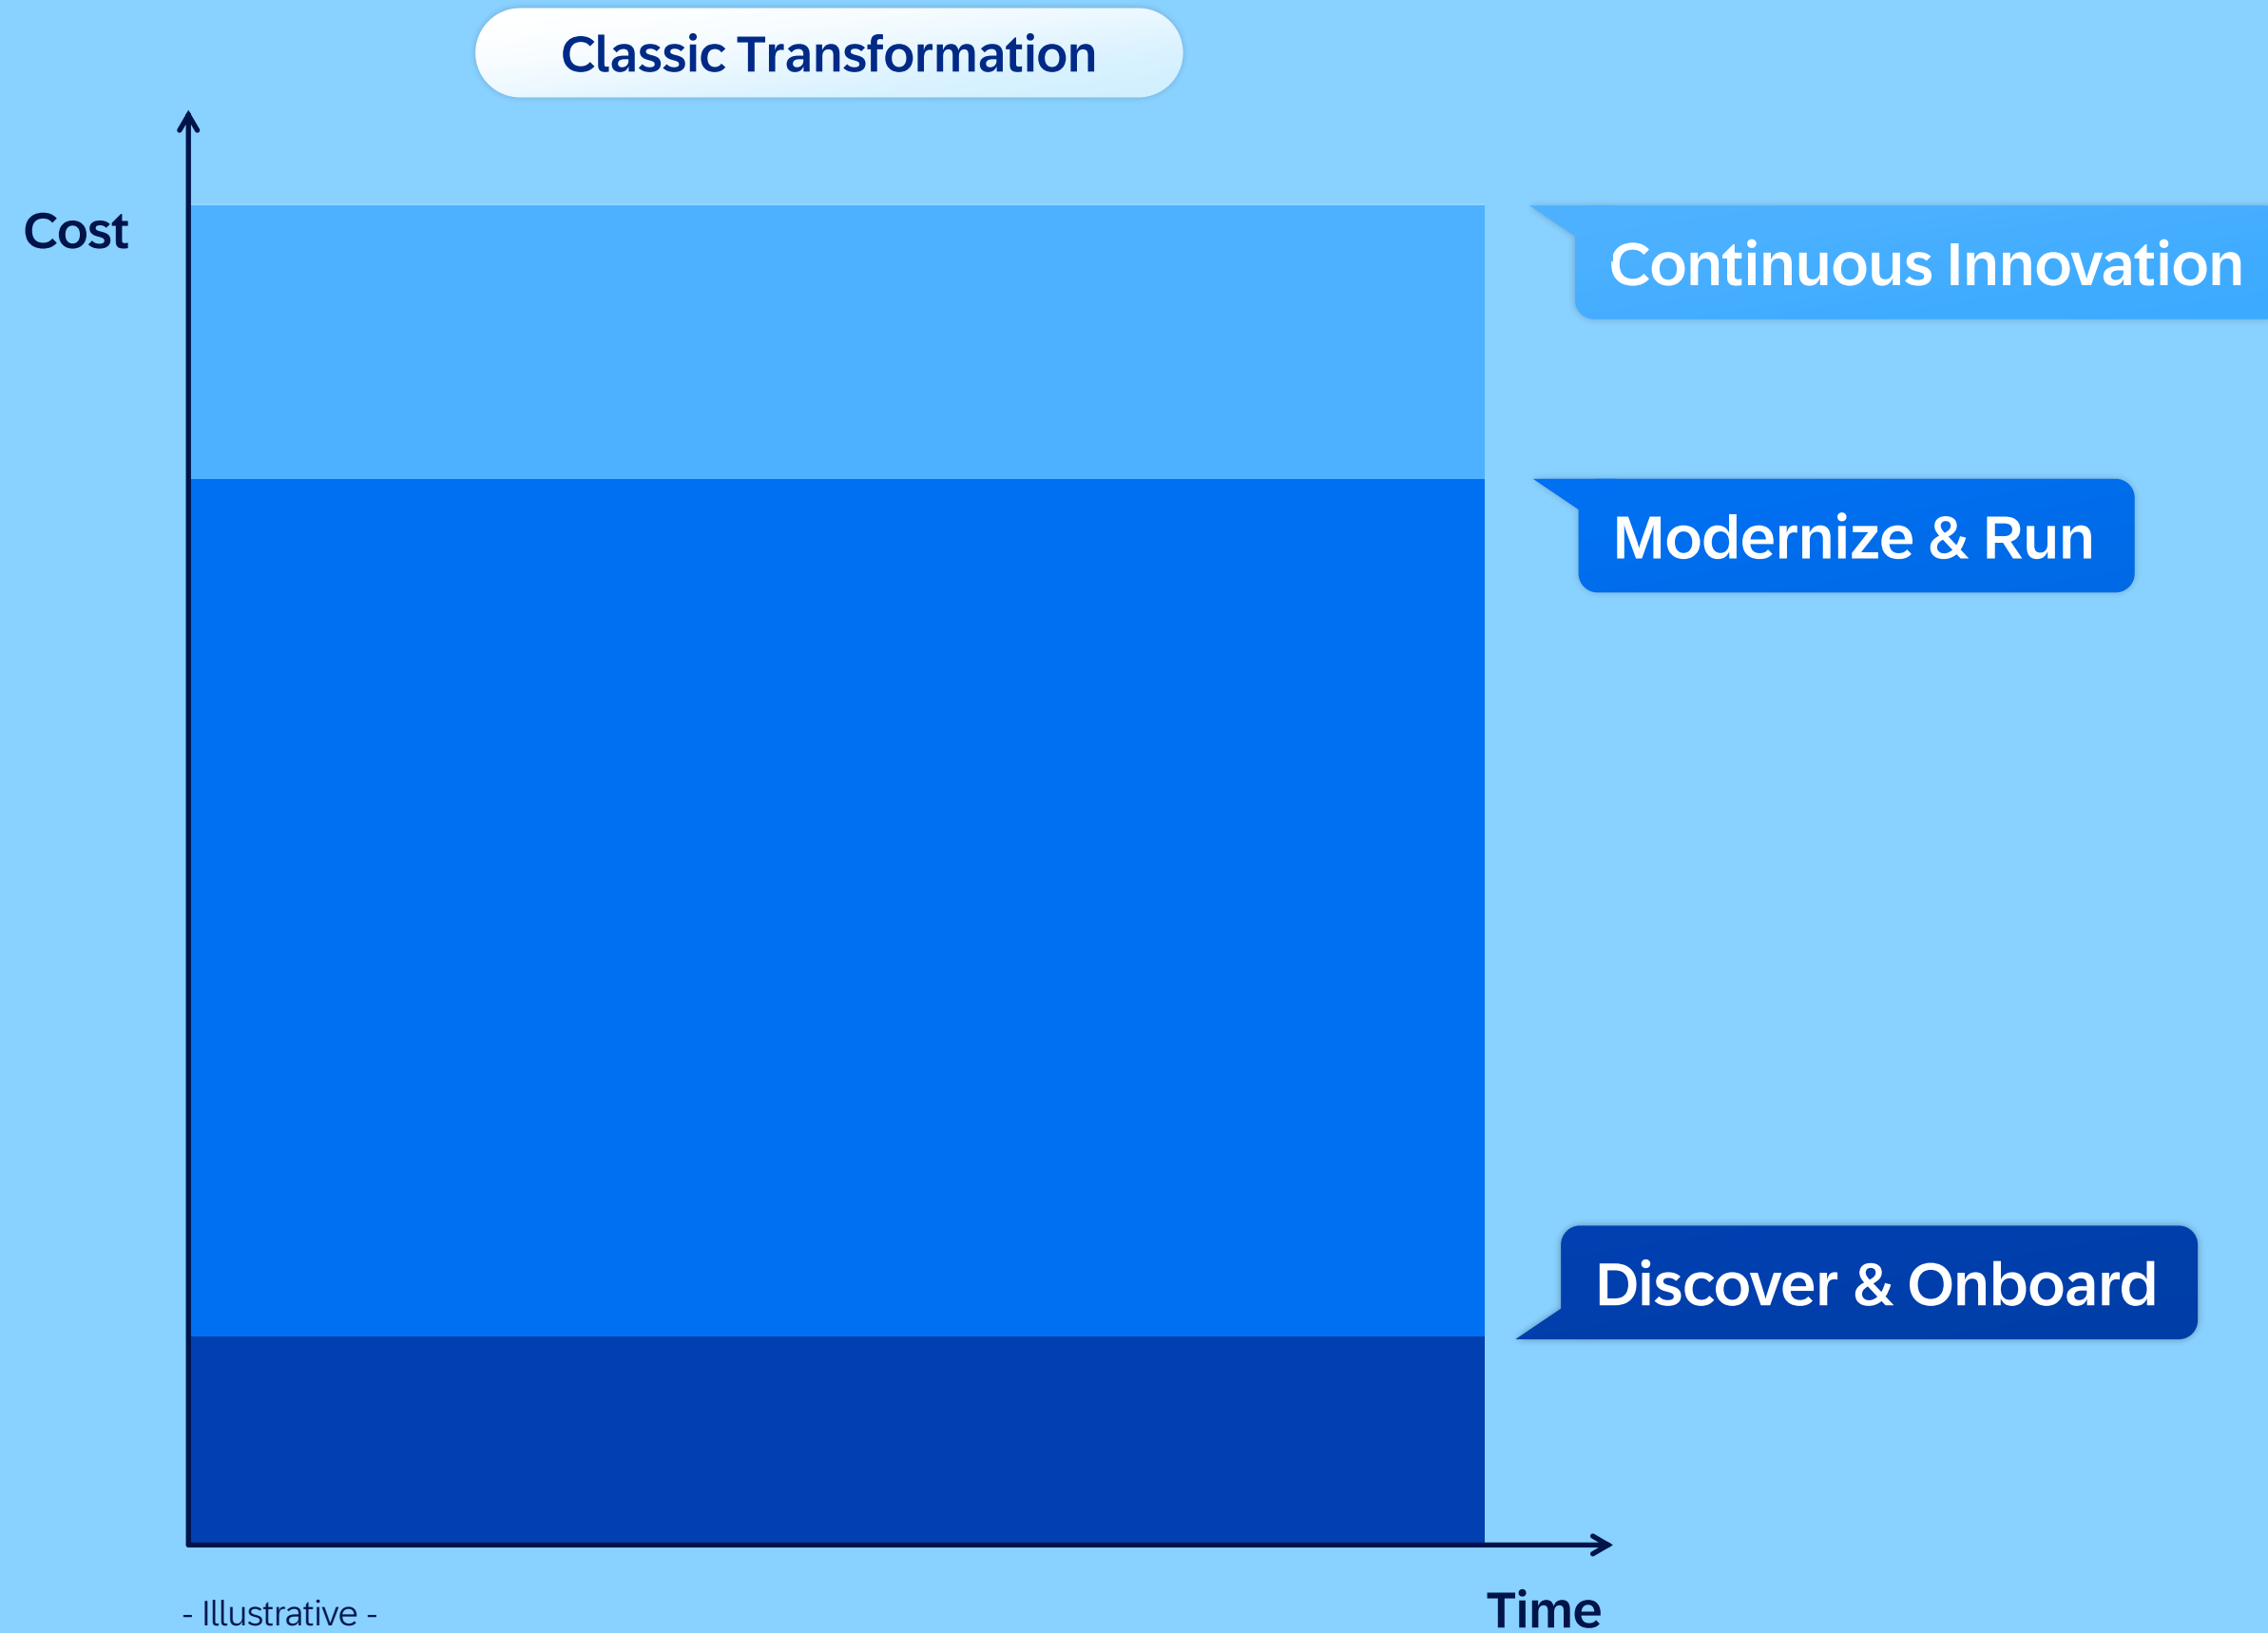 Classic Transformation
Cost
Continuous Innovation
Modernize & Run
Discover & Onboard
Time
- Illustrative -